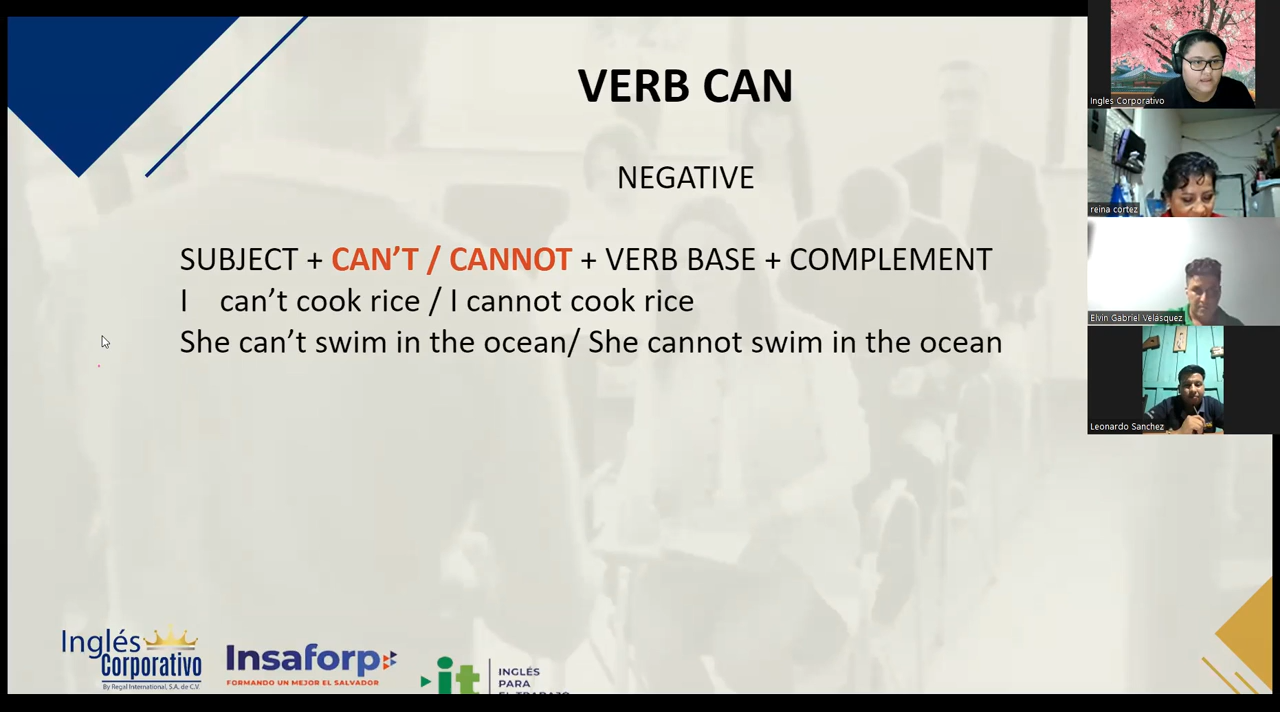 VERB CAN
NEGATIVE
SUBJECT + CAN'T / CANNOT + VERB BASE + COMPLEMENT
I can't cook rice / I cannot cook rice
She can't swim in the ocean/ She cannot swim in the ocean
Ingles Corporativo
reina cortez
Elvin Gabriel Velasquez
Leonardo Sanchez
Inglés
Corporativo
By Regal International, S.A. de C.V.
Insaforp
FORMANDO UN MEJOR EL SALVADOR
it
INGLÉS
PARA
EL TRABAJO